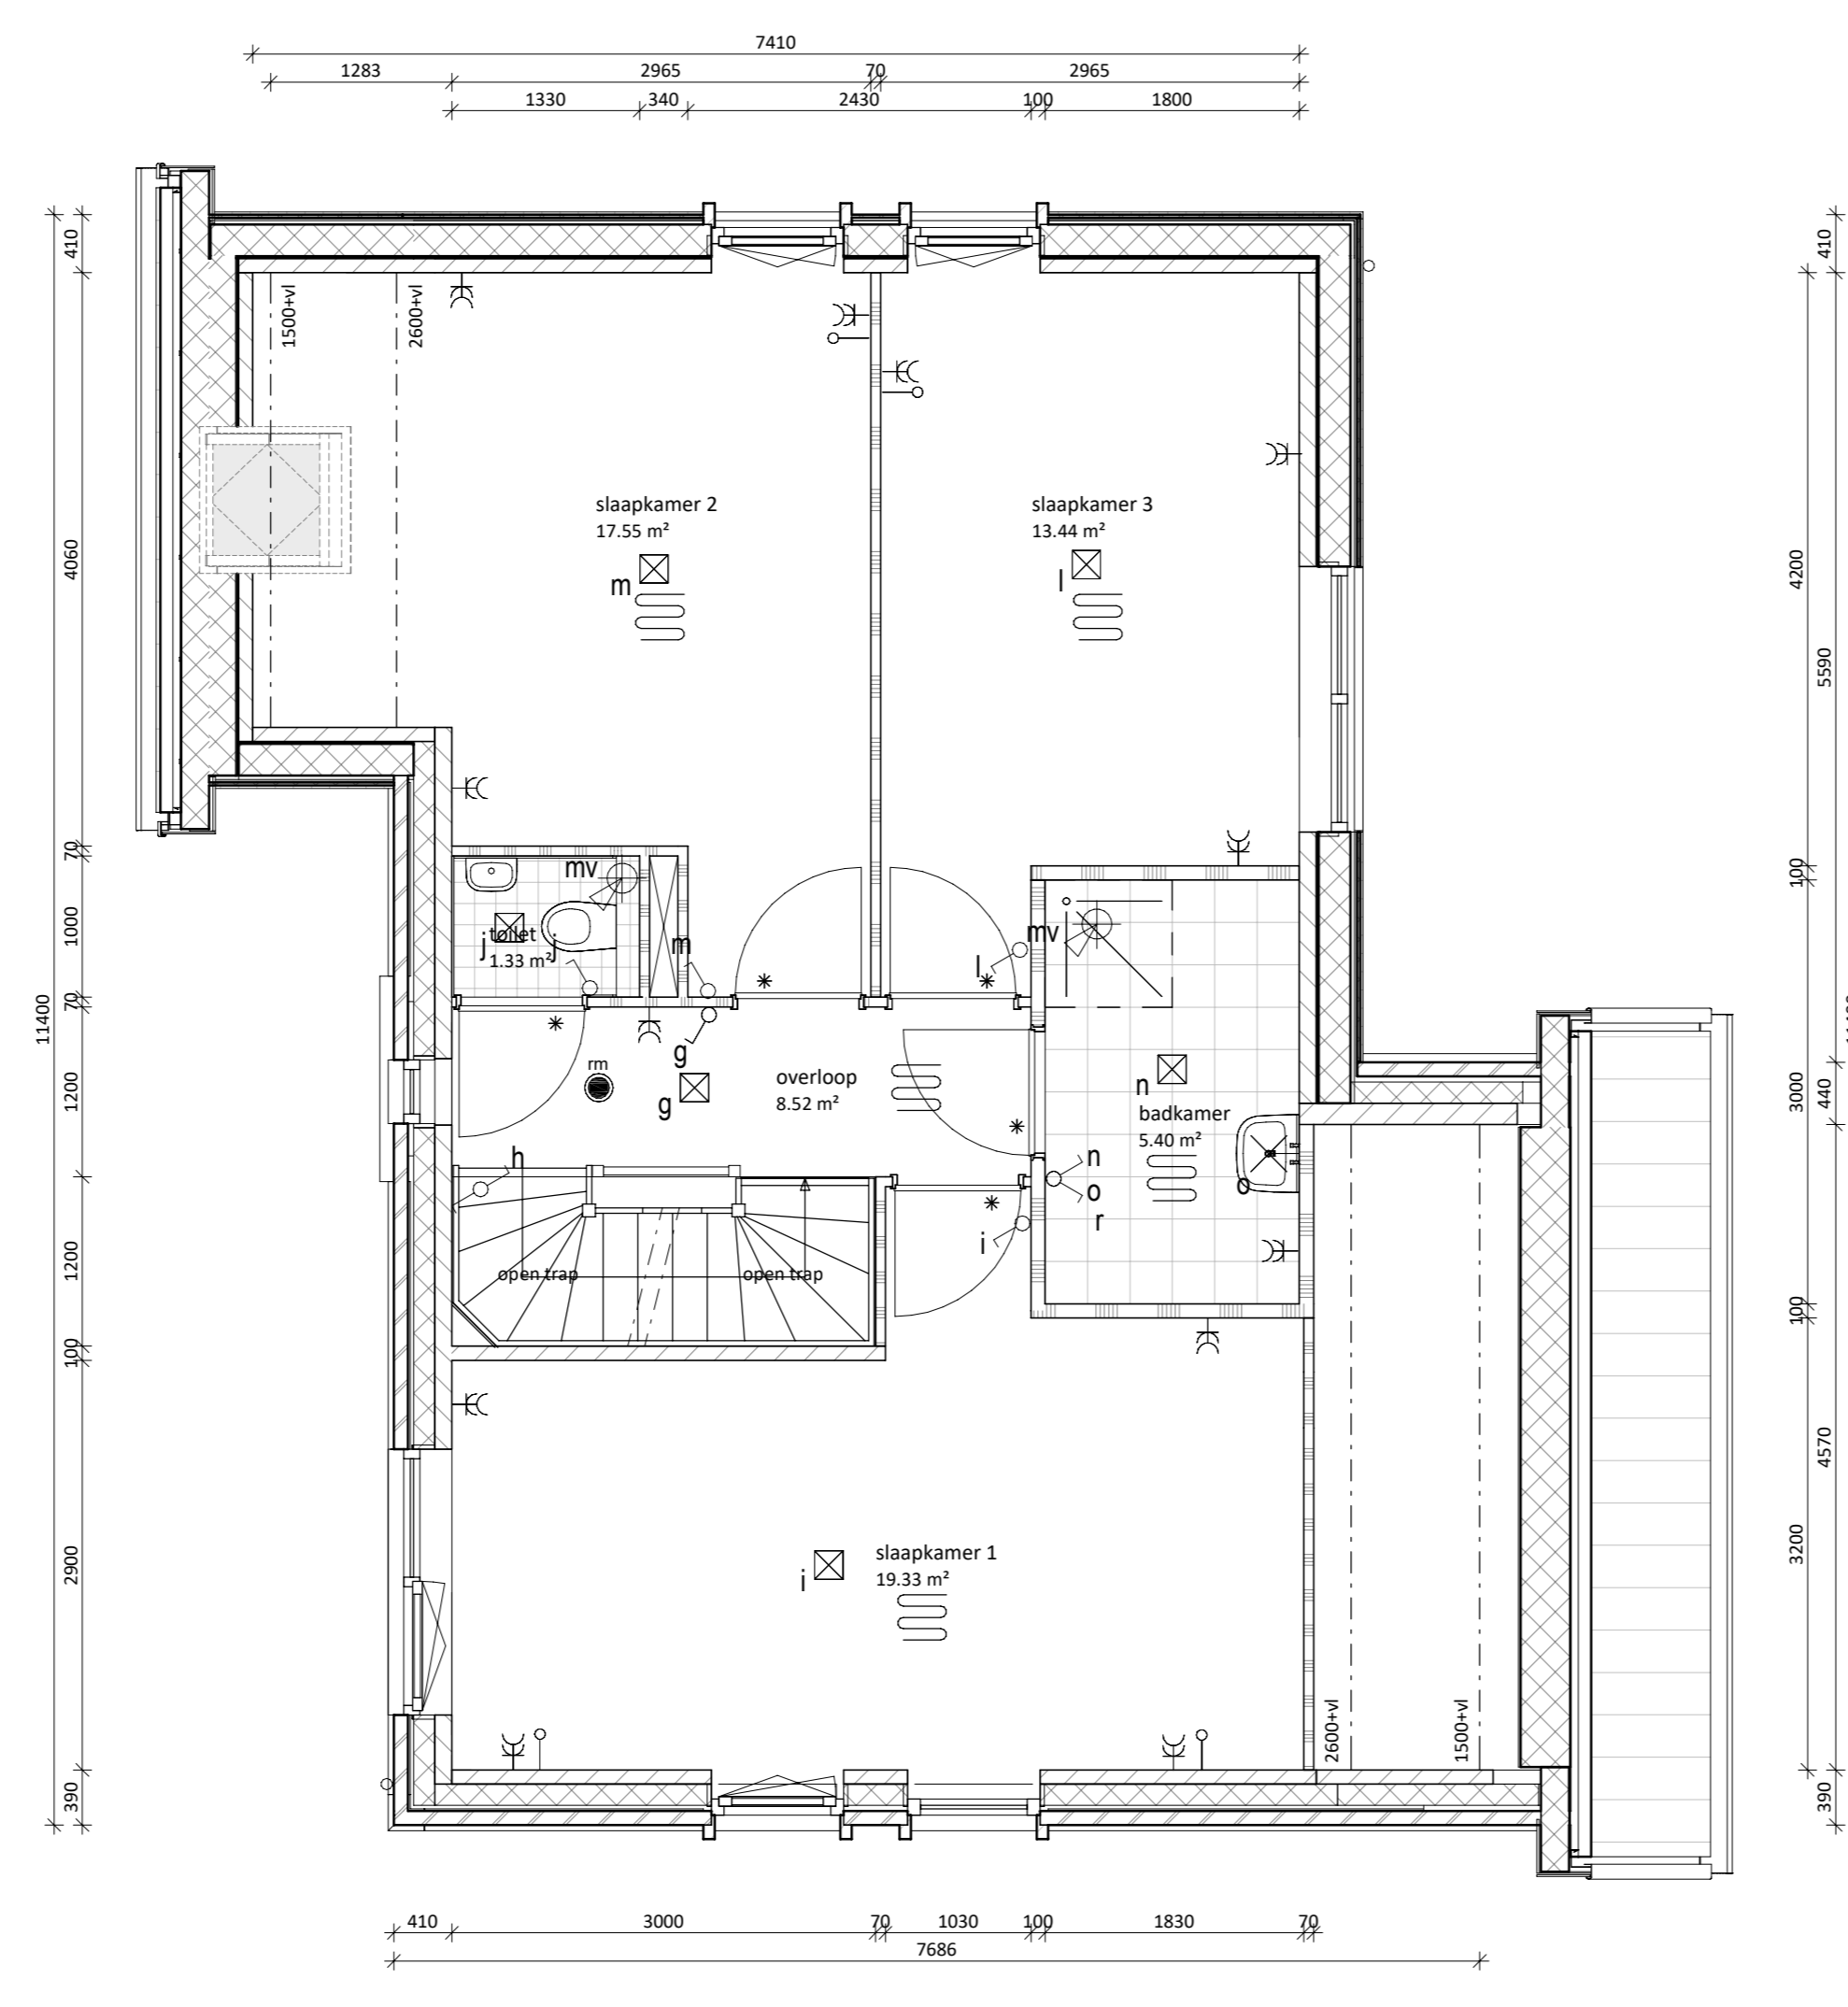 7410
1283 2965 70 2965
1330 340 2430 100 1800
410
4060
70
1000
70
1200
1200
100
2900
390
11400
1500+vl
2600+vl
slaapkamer 2
17.55 m²
m
slaapkamer 3
13.44 m²
l
mv
j toilet j
1.33 m²
m
mv
l
g
rm
g
overloop
8.52 m²
n
badkamer
5.40 m²
h
n
o
r
o
i
open trap
open trap
slaapkamer 1
19.33 m²
i
2600+vl
1500+vl
410
4200
5590
100
3000
440
100
4570
3200
390
410 3000 70 1030 100 1830 70
7686